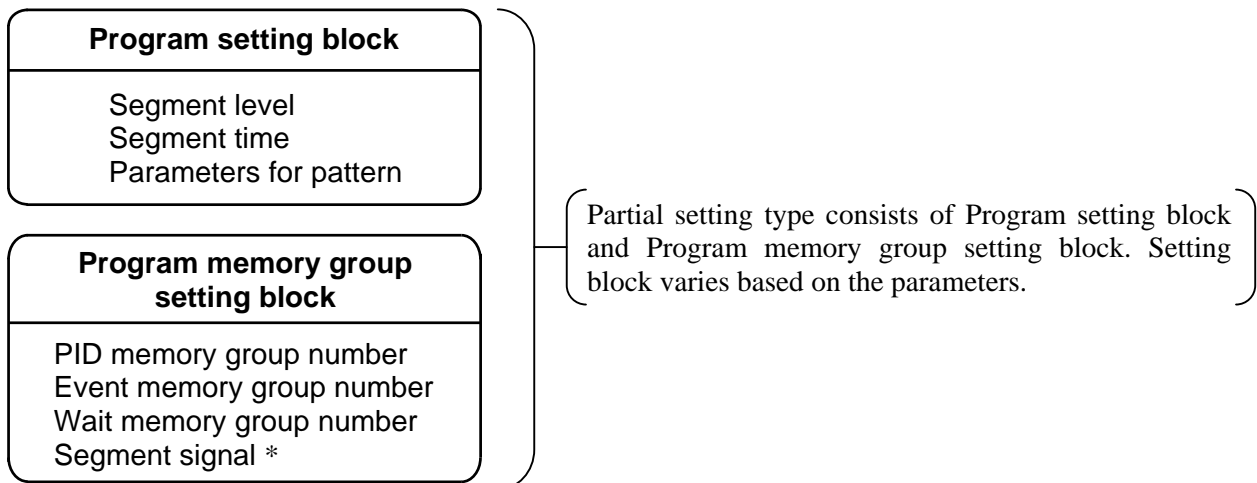 Program setting block
Segment level
Segment time
Parameters for pattern
Program memory group
setting block
PID memory group number
Event memory group number
Wait memory group number
Segment signal *
Partial setting type consists of Program setting block
and Program memory group setting block. Setting
block varies based on the parameters.